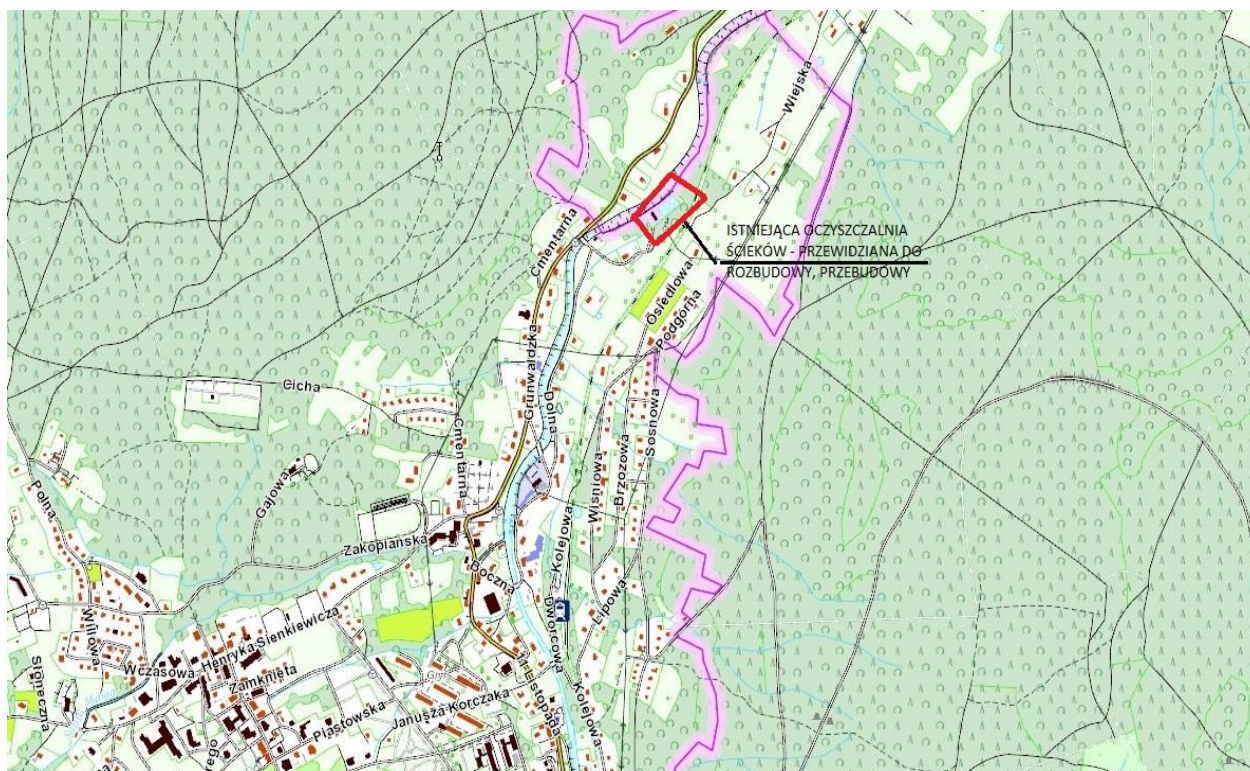 Wiejska
Cmentarna
ISTNIEJĄCA OCZYSZCZALNIA
ŚCIEKÓW - PRZEWIDZIANA DO
ROZBUDOWY, PRZEBUDOWY
Osiedlowa
Podgórna
Grunwaldzka
Cicha
Dolna
Cmentarna
Sosnowa
Brzozowa
Wiśniowa
Gajowa
Polna
Zakopiańska
Kolejowa
Boczna
Lipowa
Dworcowa
Willowa
Henryka Sienkiewicza
Wczasowa
Zamknięta
Słoneczna
Janusza Korczaka
Piastowska
Kolejowa